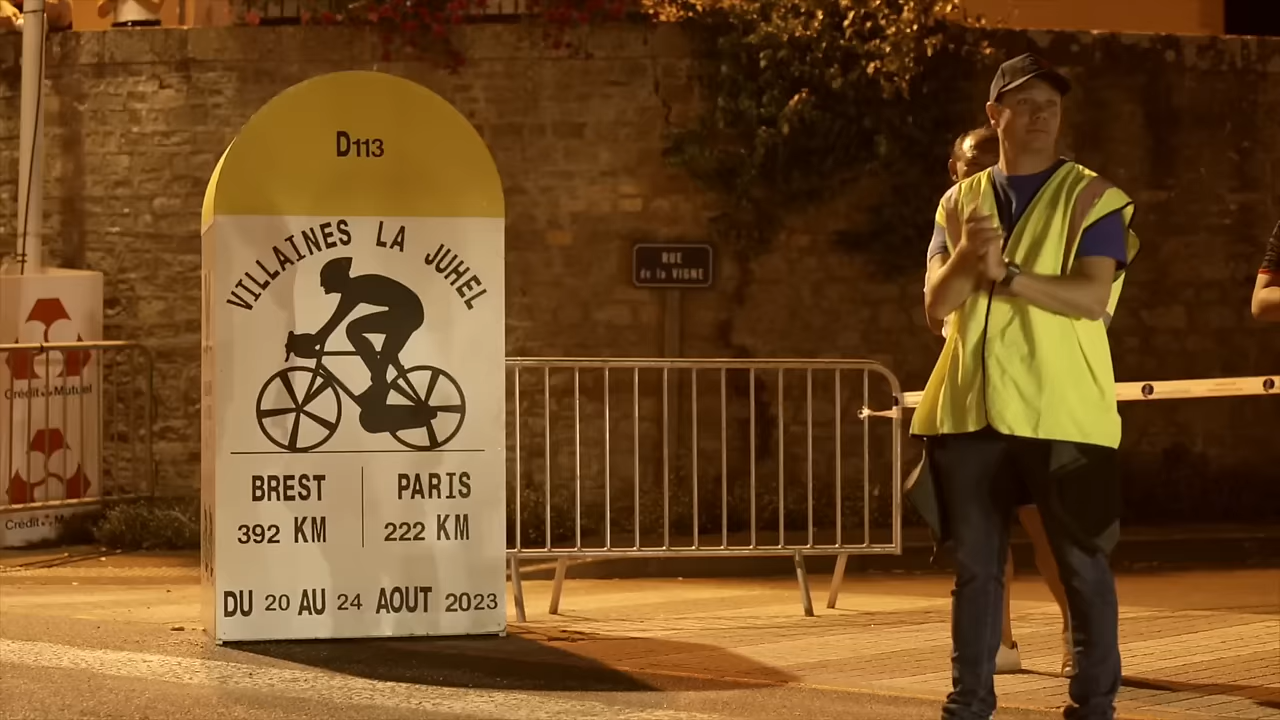 D113
VILLAINES LA JUHEL
BREST
392 KM
PARIS
222 KM
DU 20 AU 24 AOUT 2023
RUE
de la VIGNE
Crédit Mutuel
Crédit